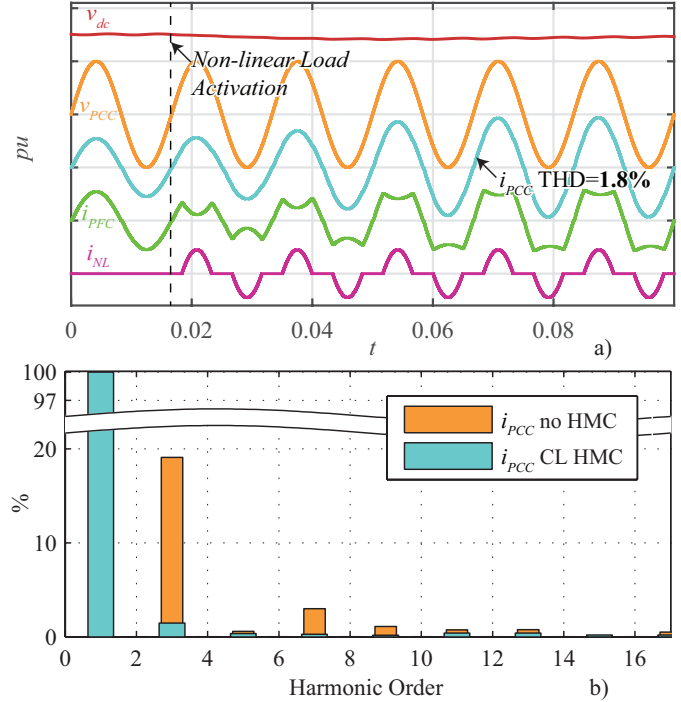 v_dc
Non-linear Load
Activation
v_PCC
pu
i_PCC THD=1.8%
i_PFC
i_NL
0 0.02 0.04 0.06 0.08
t a)
100
97
20
10
0
%
i_PCC no HMC
i_PCC CL HMC
0 2 4 6 8 10 12 14 16
Harmonic Order b)